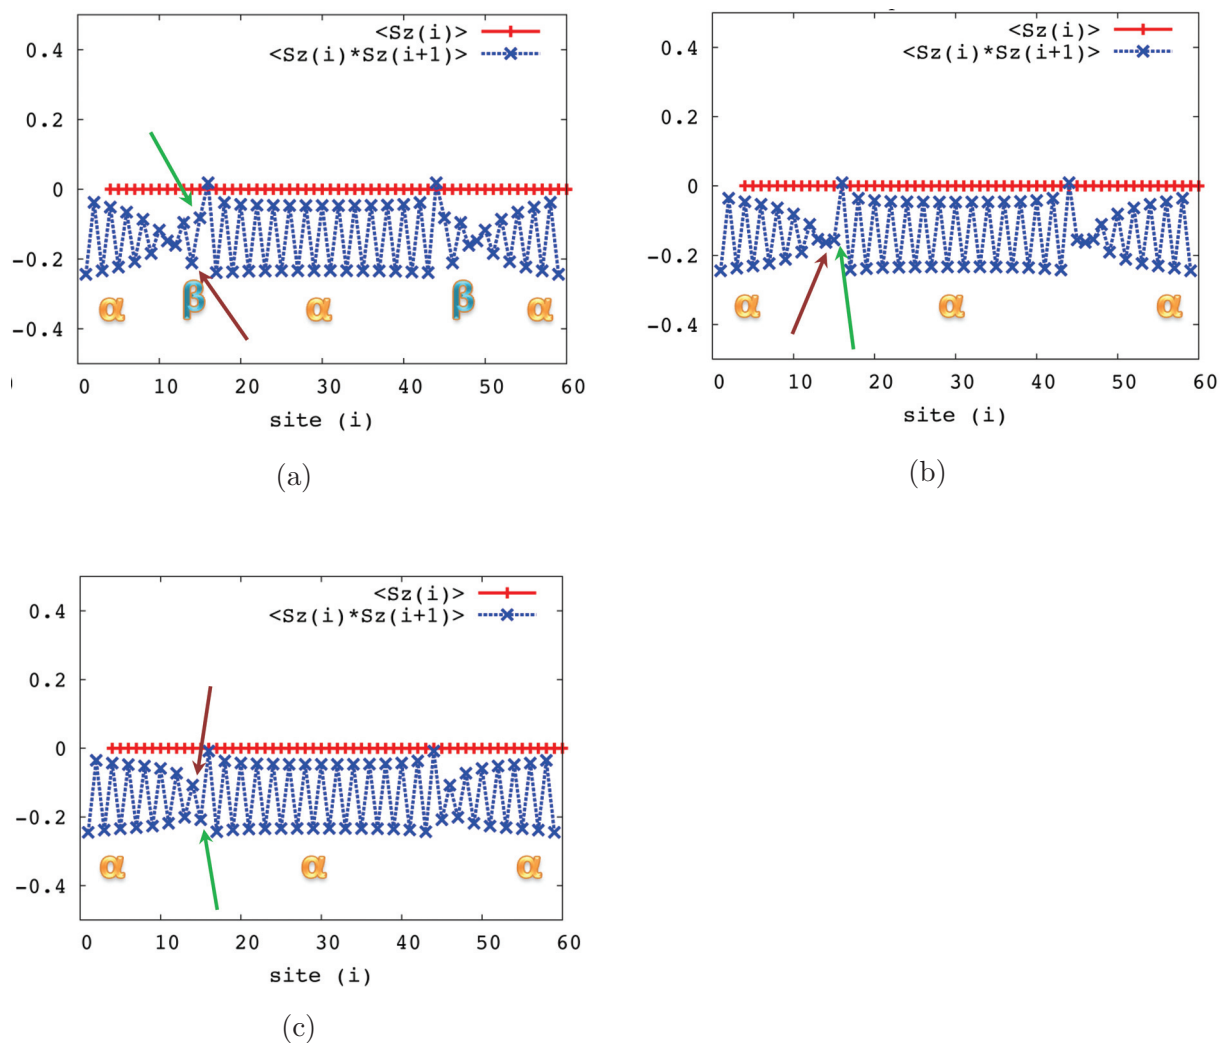 <Sz(i)>
<Sz(i)*Sz(i+1)>
0.4
0.2
0
-0.2
-0.4
α β α β α
0 10 20 30 40 50 60
site (i)
(a)
<Sz(i)>
<Sz(i)*Sz(i+1)>
0.4
0.2
0
-0.2
-0.4
α α α
0 10 20 30 40 50 60
site (i)
(b)
<Sz(i)>
<Sz(i)*Sz(i+1)>
0.4
0.2
0
-0.2
-0.4
α α α
0 10 20 30 40 50 60
site (i)
(c)